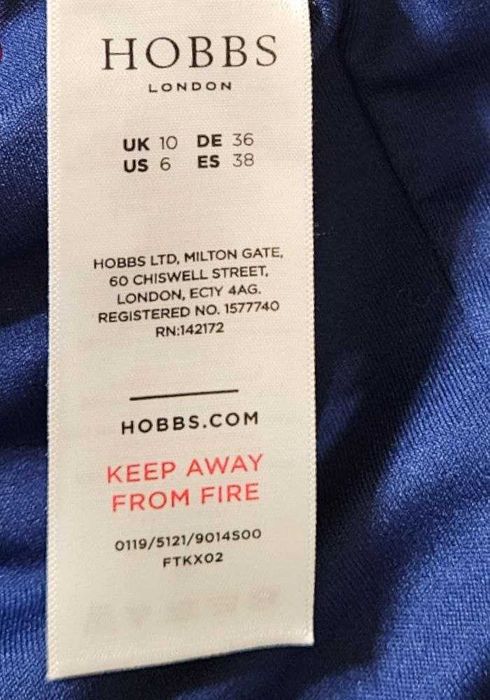 HOBBS
LONDON
UK 10 DE 36
US 6 ES 38
HOBBS LTD, MILTON GATE,
60 CHISWELL STREET,
LONDON, EC1Y 4AG.
REGISTERED NO. 1577740
RN:142172
HOBBS.COM
KEEP AWAY
FROM FIRE
0119/5121/9014S00
FTKX02